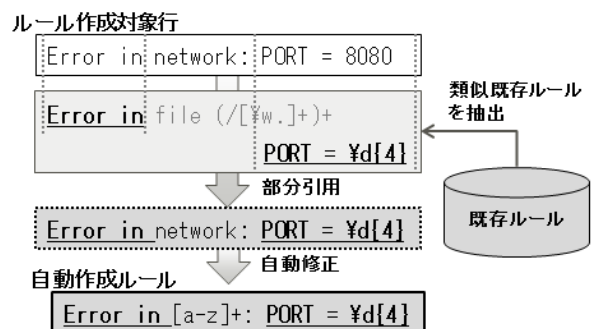 ルール作成対象行
Error in network: PORT = 8080
類似既存ルール
を抽出
Error in file (/[¥w.]+)+
PORT = ¥d{4}
部分引用
既存ルール
Error in network: PORT = ¥d{4}
自動修正
自動作成ルール
Error in [a-z]+: PORT = ¥d{4}